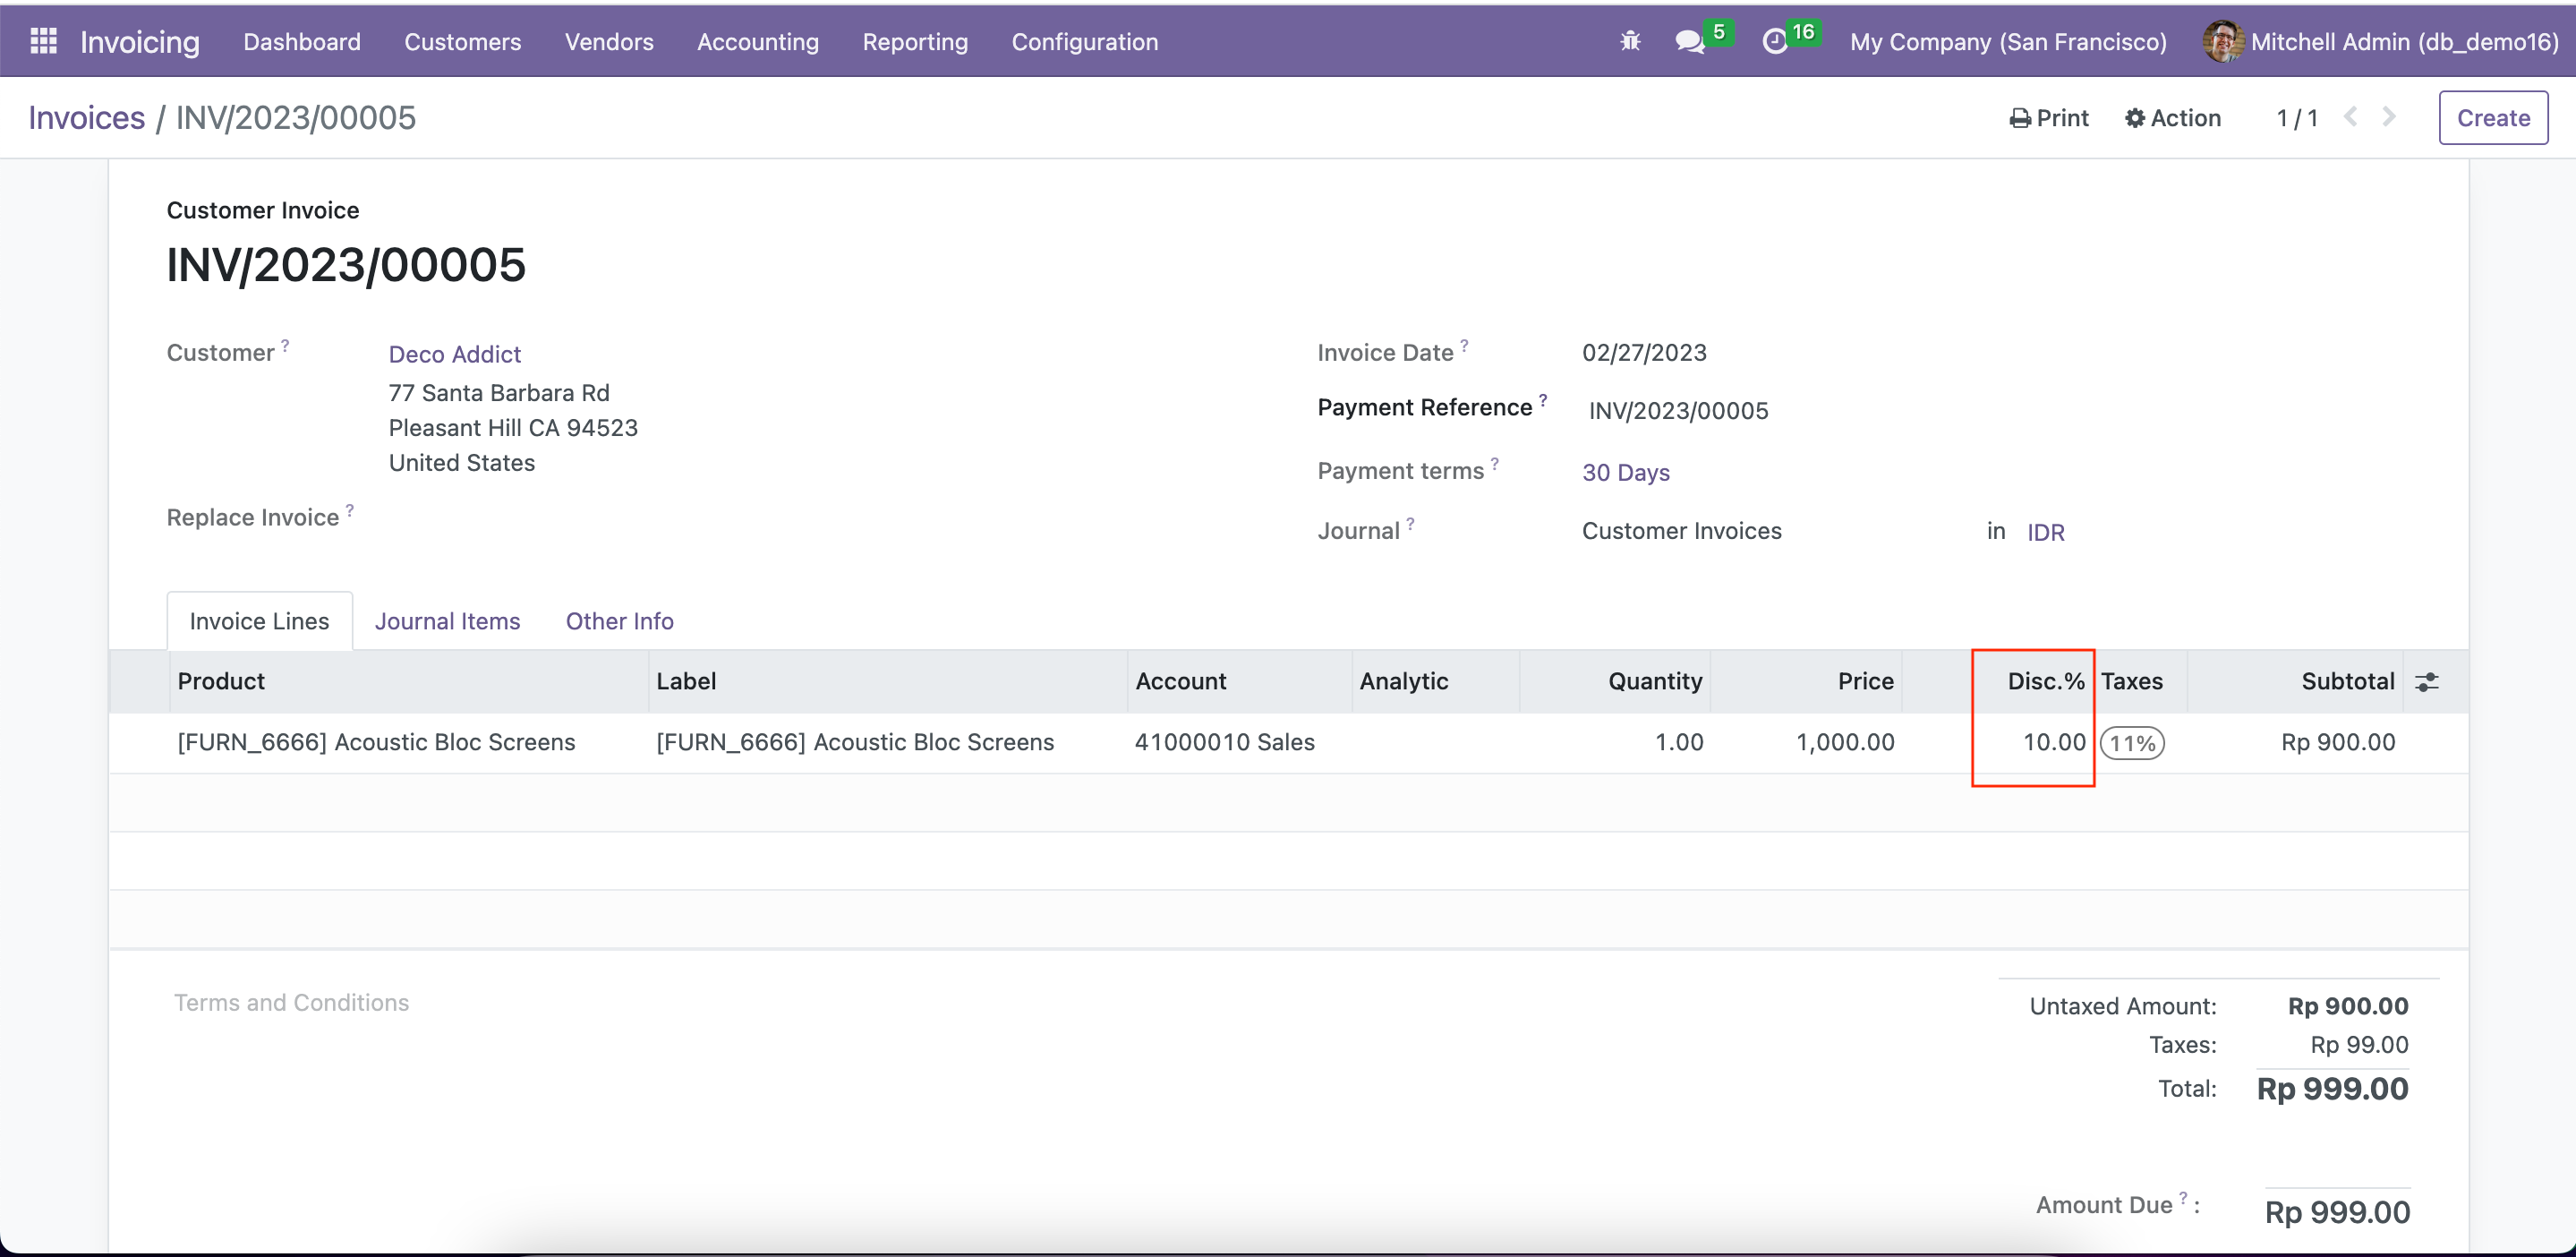 Invoicing Dashboard Customers Vendors Accounting Reporting Configuration 5 16 My Company (San Francisco) Mitchell Admin (db_demo16)
Invoices / INV/2023/00005 Print Action 1 / 1 Create
Customer Invoice
INV/2023/00005
Customer ? Deco Addict
77 Santa Barbara Rd
Pleasant Hill CA 94523
United States
Replace Invoice ?
Invoice Date ? 02/27/2023
Payment Reference ? INV/2023/00005
Payment terms ? 30 Days
Journal ? Customer Invoices in IDR
Invoice Lines Journal Items Other Info
Product Label Account Analytic Quantity Price Disc.% Taxes Subtotal
[FURN_6666] Acoustic Bloc Screens [FURN_6666] Acoustic Bloc Screens 41000010 Sales 1.00 1,000.00 10.00 11% Rp 900.00
Terms and Conditions
Untaxed Amount: Rp 900.00
Taxes: Rp 99.00
Total: Rp 999.00
Amount Due ? : Rp 999.00